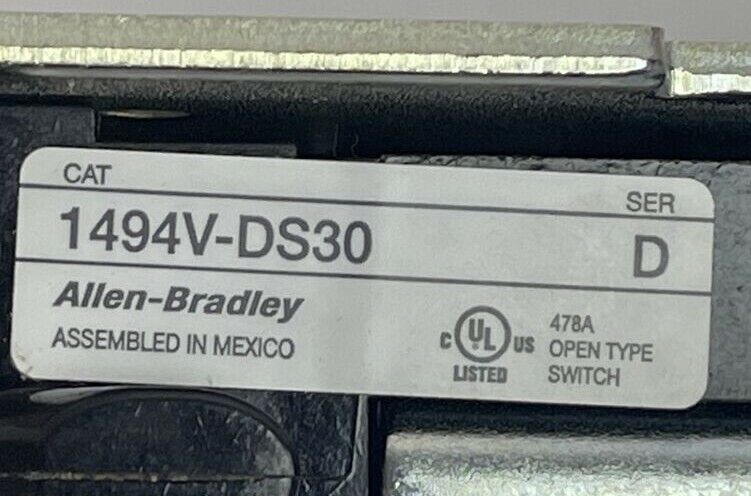 CAT
SER
1494V-DS30
D
Allen-Bradley
ASSEMBLED IN MEXICO
C UL US
LISTED
478A
OPEN TYPE
SWITCH